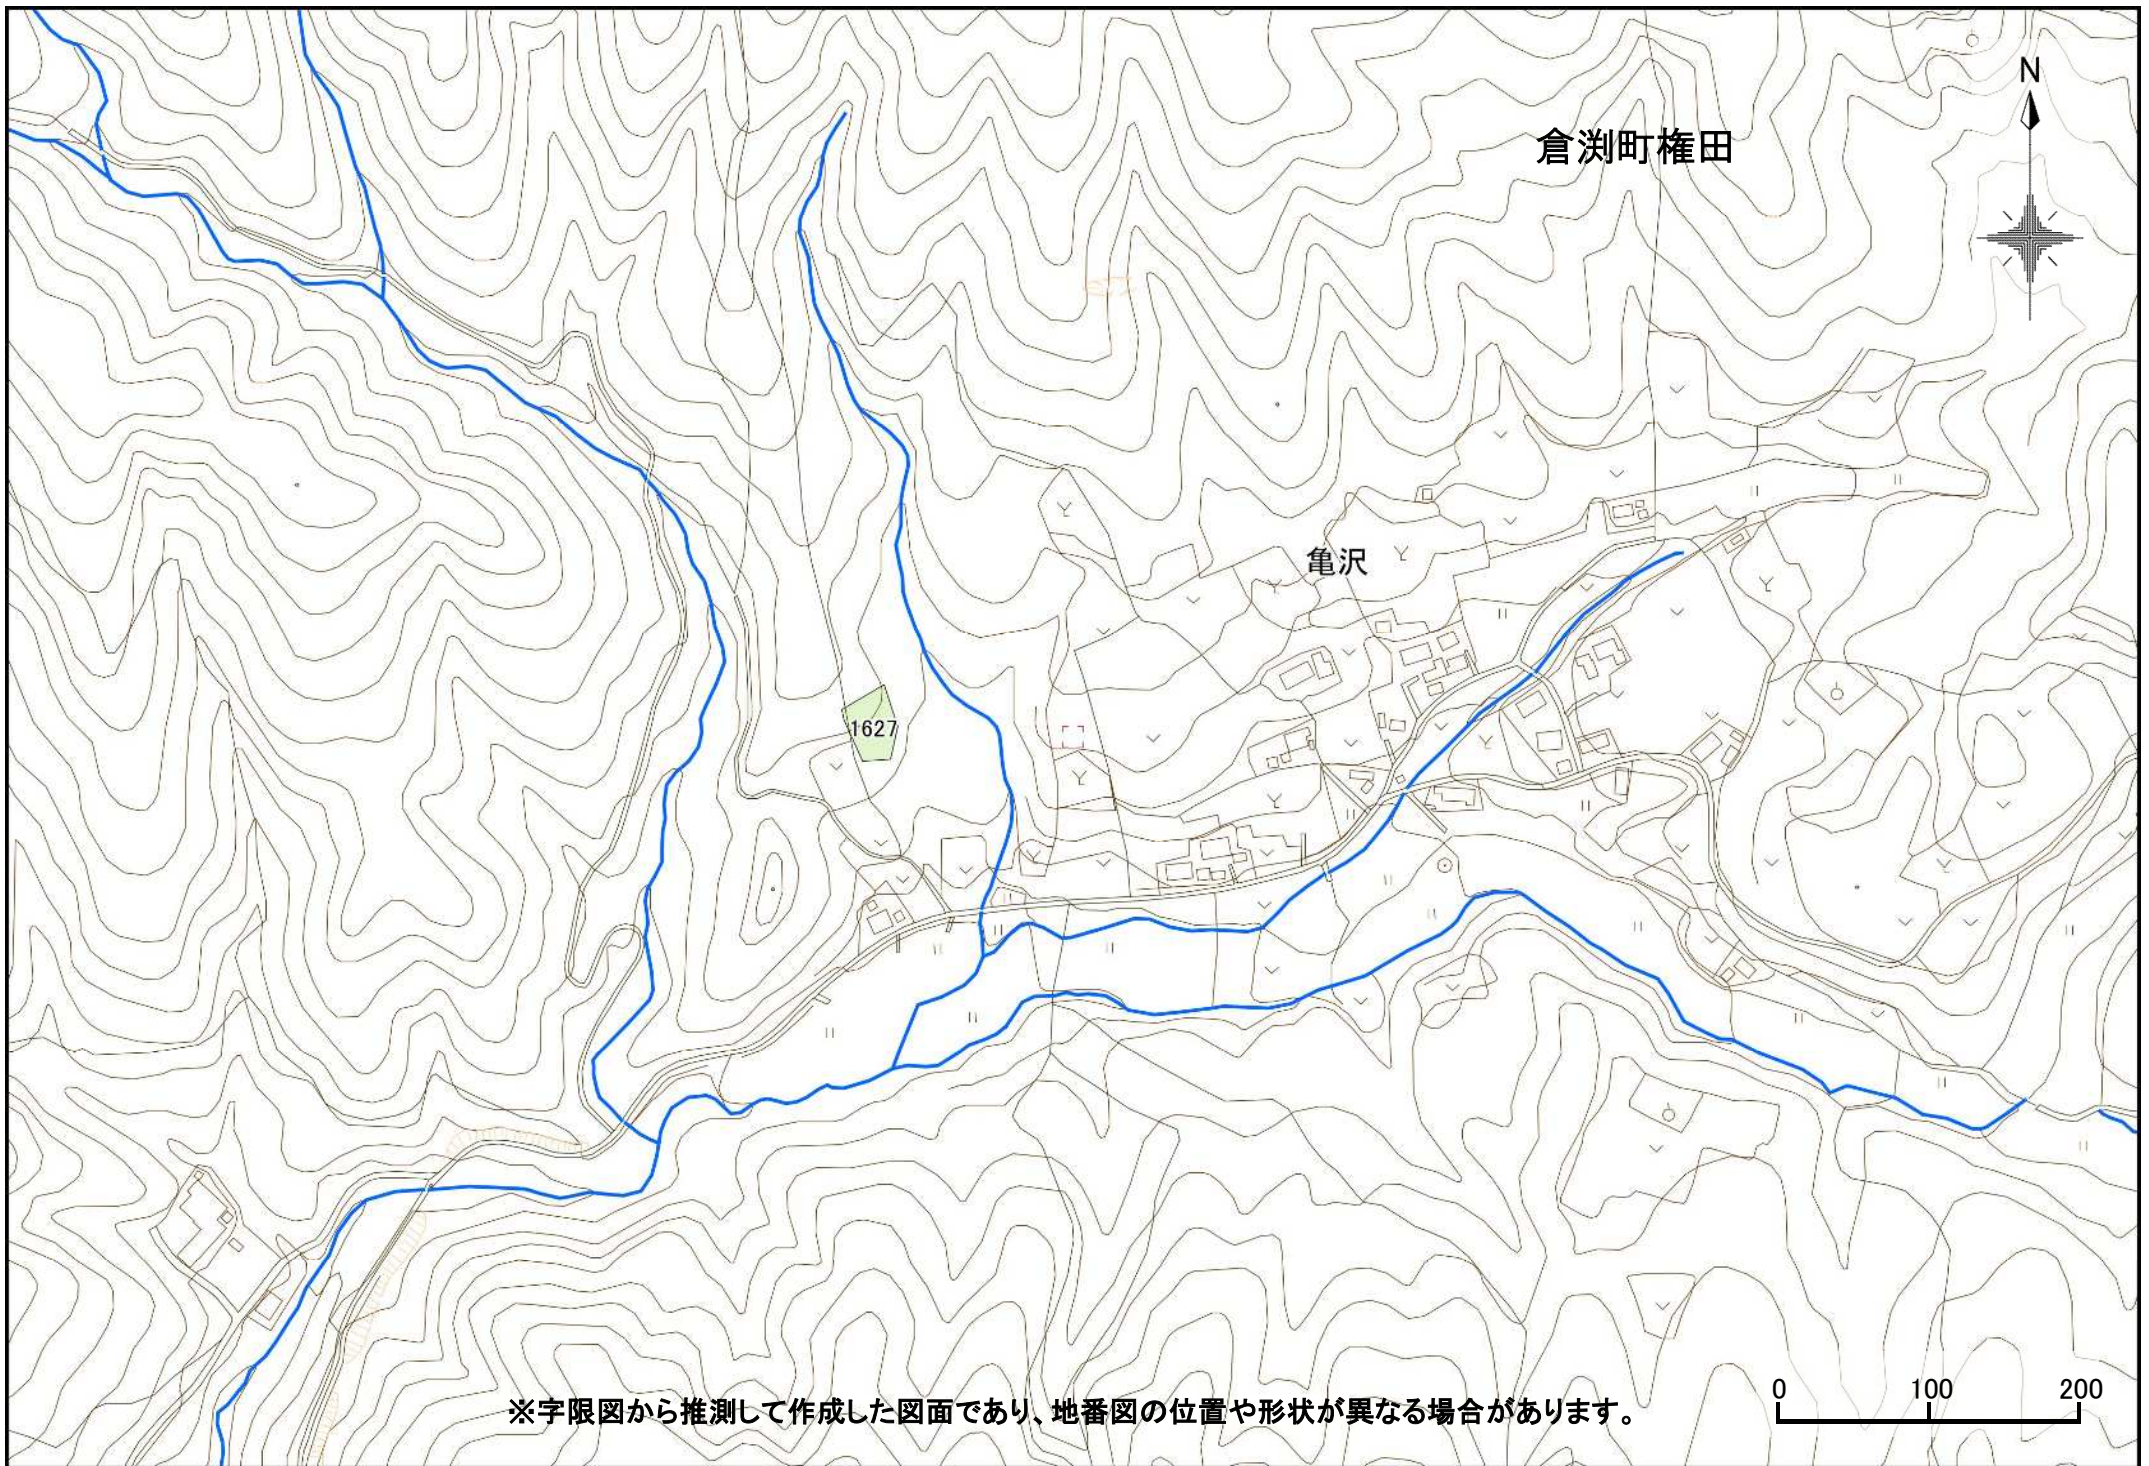 N
倉渕町権田
亀沢
1627
※字限図から推測して作成した図面であり、地番図の位置や形状が異なる場合があります。
0 100 200